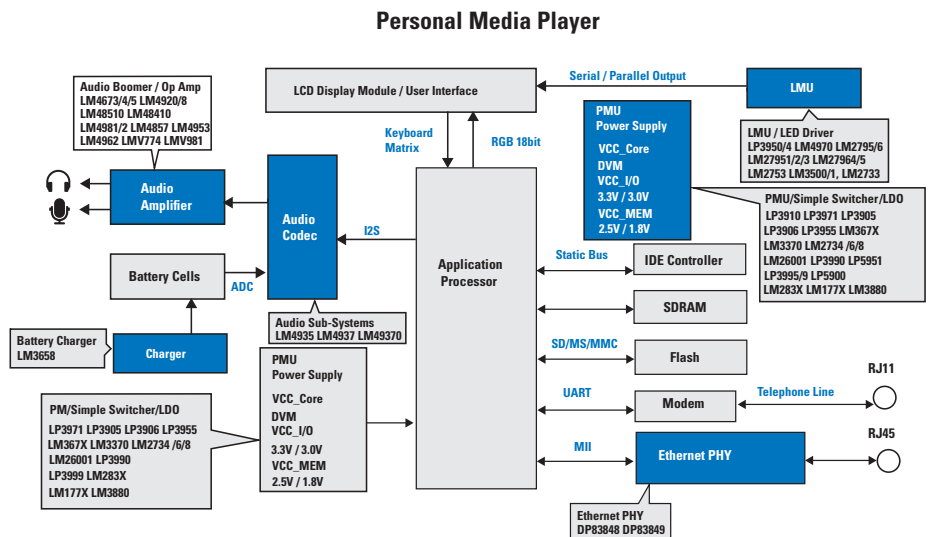 Personal Media Player
Audio Boomer / Op Amp
LM4673/4/5 LM4920/8
LM48510 LM48410
LM4981/2 LM4857 LM4953
LM4962 LMV774 LMV981
LCD Display Module / User Interface
Serial / Parallel Output
LMU
LMU / LED Driver
LP3950/4 LM4970 LM2795/6
LM27951/2/3 LM27964/5
LM2753 LM3500/1, LM2733
Keyboard
Matrix
RGB 18bit
PMU
Power Supply
VCC_Core
DVM
VCC_I/O
3.3V / 3.0V
VCC_MEM
2.5V / 1.8V
PMU/Simple Switcher/LDO
LP3910 LP3971 LP3905
LP3906 LP3955 LM367X
LM3370 LM2734 /6/8
LM26001 LP3990 LP5951
LP3995/9 LP5900
LM283X LM177X LM3880
Audio
Amplifier
Audio
Codec
I2S
Application
Processor
Static Bus
IDE Controller
Battery Cells
ADC
SDRAM
Audio Sub-Systems
LM4935 LM4937 LM49370
Battery Charger
LM3658
Charger
SD/MS/MMC
Flash
PMU
Power Supply
VCC_Core
DVM
VCC_I/O
3.3V / 3.0V
VCC_MEM
2.5V / 1.8V
PM/Simple Switcher/LDO
LP3971 LP3905 LP3906 LP3955
LM367X LM3370 LM2734 /6/8
LM26001 LP3990
LP3999 LM283X
LM177X LM3880
UART
Modem
Telephone Line
RJ11
MII
Ethernet PHY
RJ45
Ethernet PHY
DP83848 DP83849